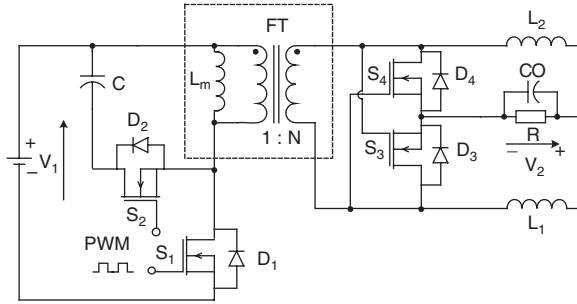 FT
L2
C
Lm
S4
D4
CO
D2
1 : N
R
+
−
V1
S3
D3
− V2 +
S2
L1
PWM
S1
D1